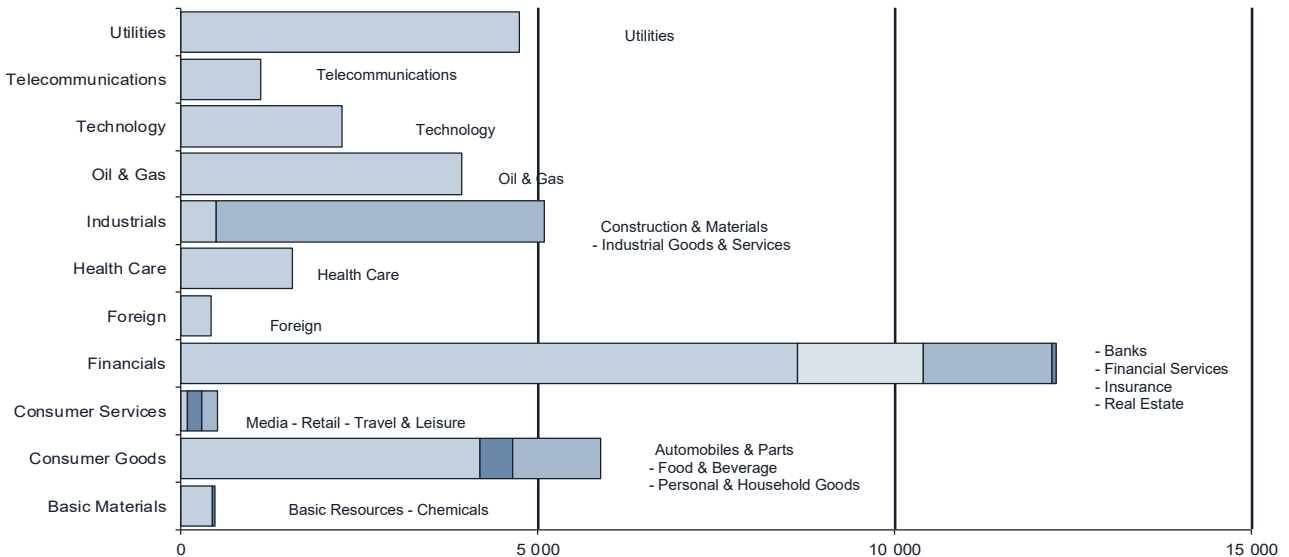 Utilities
Utilities
Telecommunications
Telecommunications
Technology
Technology
Oil & Gas
Oil & Gas
Industrials
Construction & Materials
- Industrial Goods & Services
Health Care
Health Care
Foreign
Foreign
Financials
- Banks
- Financial Services
- Insurance
- Real Estate
Consumer Services
Media - Retail - Travel & Leisure
Consumer Goods
Automobiles & Parts
- Food & Beverage
- Personal & Household Goods
Basic Materials
Basic Resources - Chemicals
0 5 000 10 000 15 000